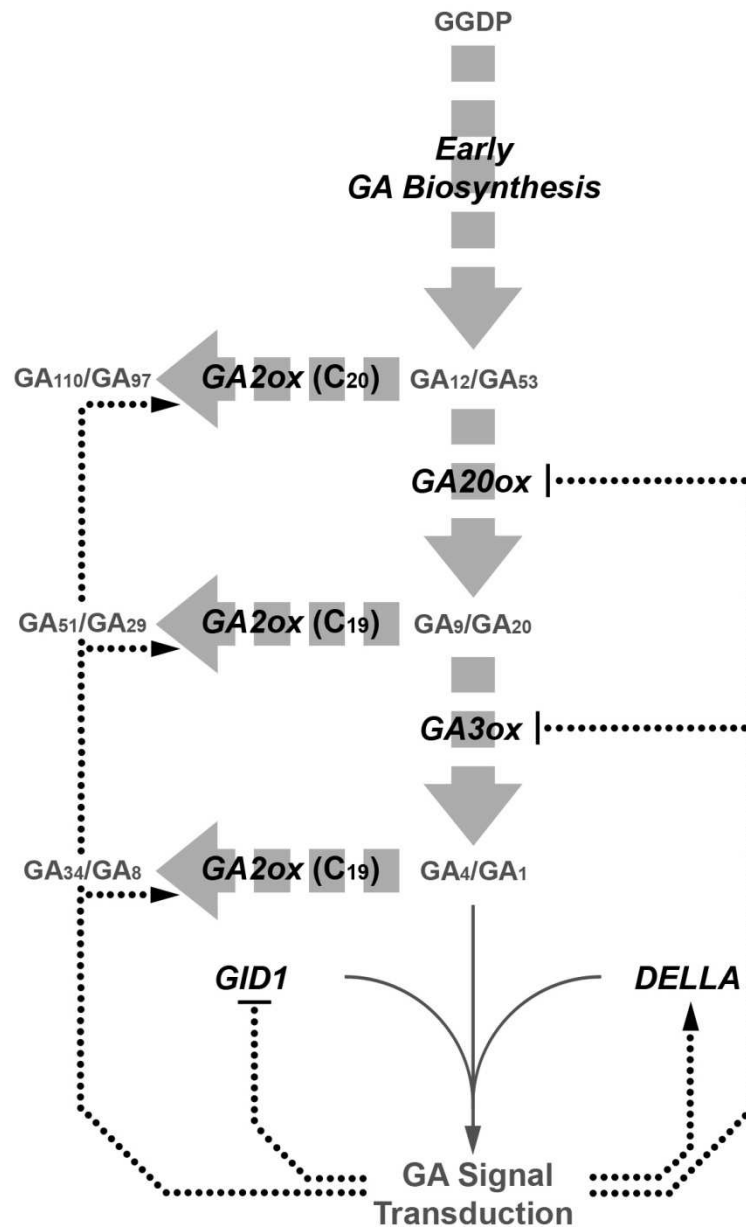 GGDP
Early
GA Biosynthesis
GA₁₁₀/GA₉₇
GA2ox (C₂₀)
GA₁₂/GA₅₃
GA20ox
GA₅₁/GA₂₉
GA2ox (C₁₉)
GA₉/GA₂₀
GA3ox
GA₃₄/GA₈
GA2ox (C₁₉)
GA₄/GA₁
GID1
DELLA
GA Signal
Transduction